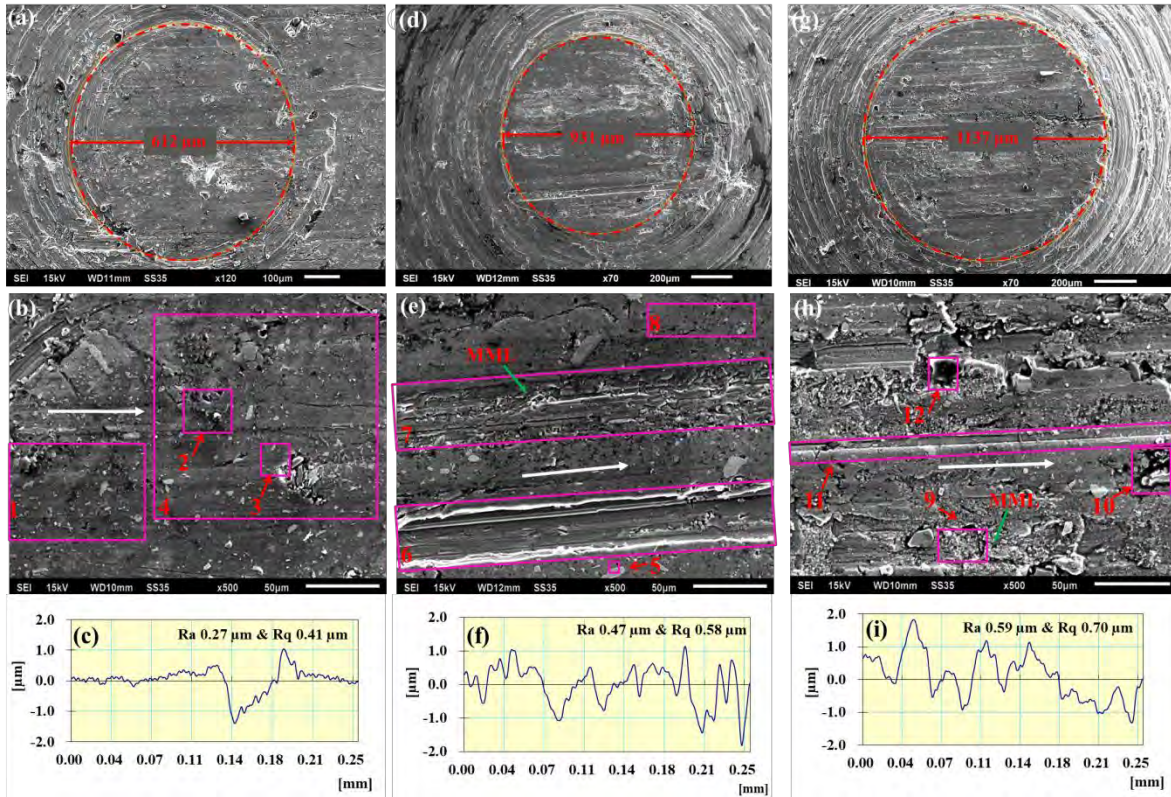 (a)
612 µm
SEI 15kV WD11mm SS35 x120 100µm
(d)
931 µm
SEI 15kV WD12mm SS35 x70 200µm
(g)
1137 µm
SEI 15kV WD10mm SS35 x70 200µm
(b)
1
2
3
4
SEI 15kV WD10mm SS35 x500 50µm
(e)
8
MML
7
6
5
SEI 15kV WD12mm SS35 x500 50µm
(h)
12
11
10
9
MML
SEI 15kV WD10mm SS35 x500 50µm
(c)
Ra 0.27 µm & Rq 0.41 µm
[µm]
2.0
1.0
0.0
-1.0
-2.0
0.00 0.04 0.07 0.11 0.14 0.18 0.22 0.25
[mm]
(f)
Ra 0.47 µm & Rq 0.58 µm
[µm]
2.0
1.0
0.0
-1.0
-2.0
0.00 0.04 0.07 0.11 0.14 0.18 0.22 0.25
[mm]
(i)
Ra 0.59 µm & Rq 0.70 µm
[µm]
2.0
1.0
0.0
-1.0
-2.0
0.00 0.04 0.07 0.11 0.14 0.18 0.22 0.25
[mm]